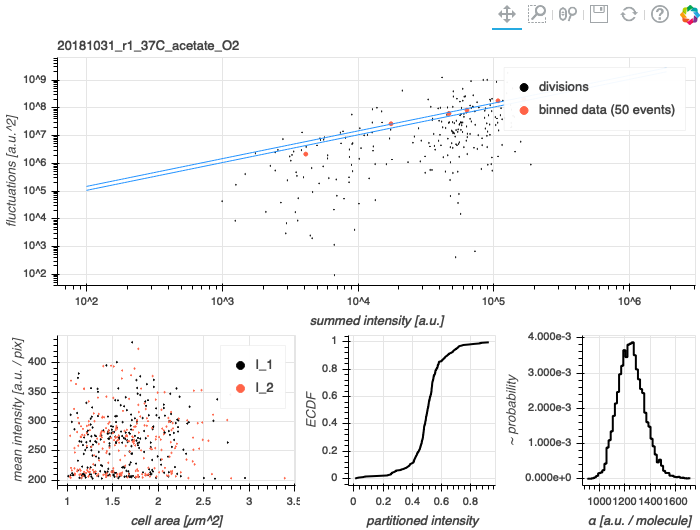 20181031_r1_37C_acetate_O2
fluctuations [a.u.^2]
10^9
10^8
10^7
10^6
10^5
10^4
10^3
10^2
divisions
binned data (50 events)
10^2 10^3 10^4 10^5 10^6
summed intensity [a.u.]
mean intensity [a.u. / pix]
400
350
300
250
200
I_1
I_2
1 1.5 2 2.5 3 3.5
cell area [μm^2]
ECDF
1
0.8
0.6
0.4
0.2
0
0 0.2 0.4 0.6 0.8
partitioned intensity
~ probability
4.000e-3
3.000e-3
2.000e-3
1.000e-3
0.000e+0
1000 1200 1400 1600
α [a.u. / molecule]